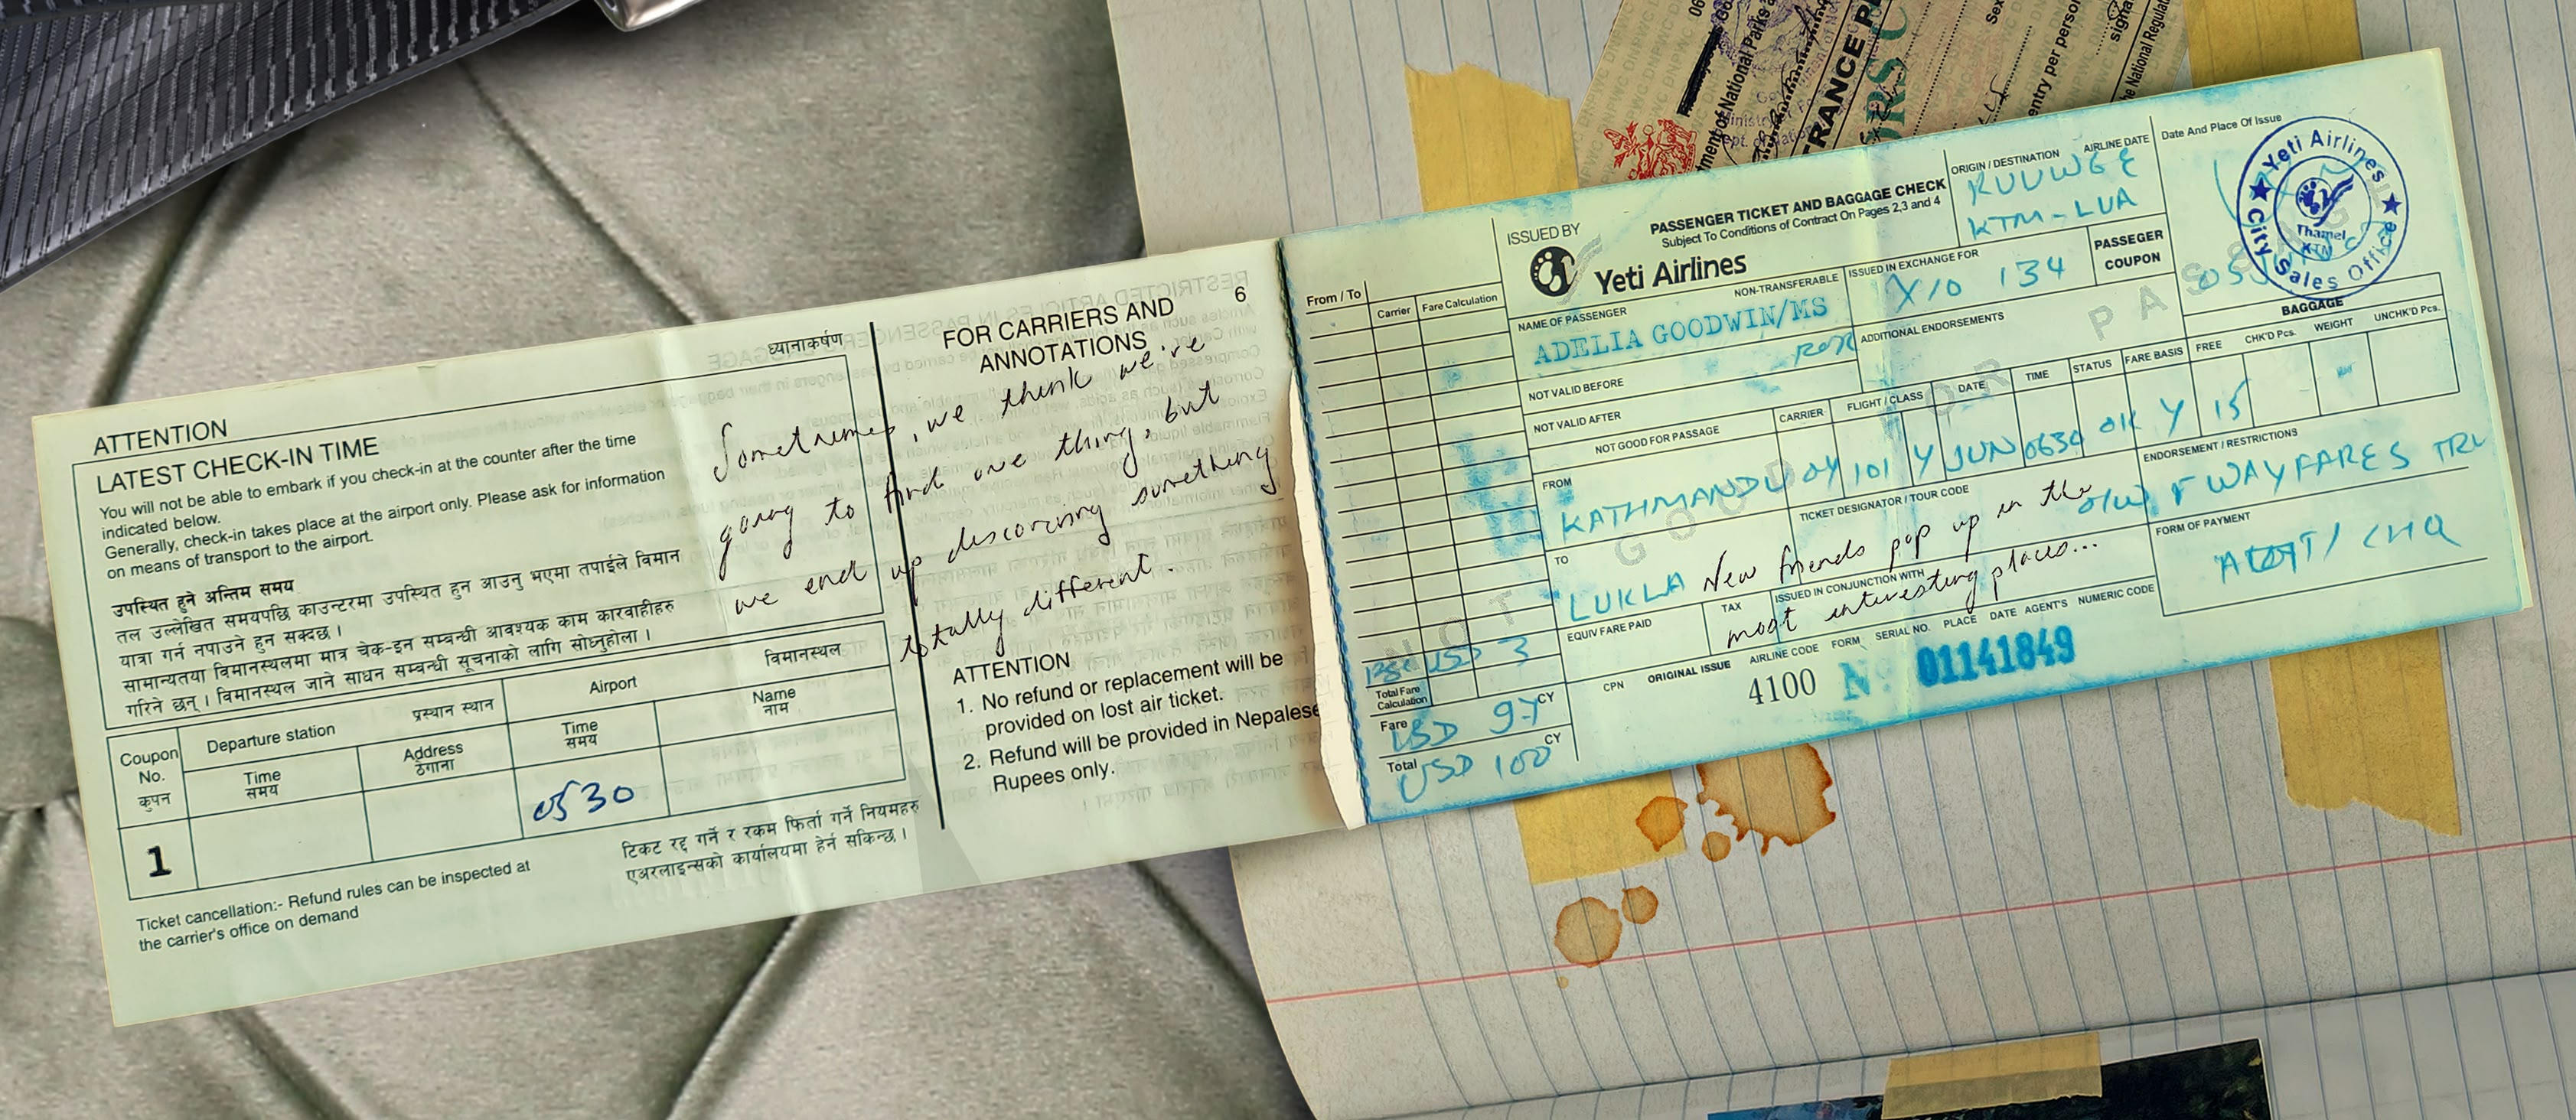 ध्यानाकर्षण
ATTENTION
LATEST CHECK-IN TIME
You will not be able to embark if you check-in at the counter after the time
indicated below.
Generally, check-in takes place at the airport only. Please ask for information
on means of transport to the airport.
उपस्थित हुने अन्तिम समय
तल उल्लेखित समयपछि काउन्टरमा उपस्थित हुन आउनु भएमा तपाईले विमान
यात्रा गर्न नपाउने हुन सक्दछ ।
सामान्यतया विमानस्थलमा मात्र चेक-इन सम्बन्धी आवश्यक काम कारवाहीहरु
गरिने छन् । विमानस्थल जाने साधन सम्बन्धी सूचनाको लागि सोध्नुहोला ।
Coupon No. कुपन
Departure station प्रस्थान स्थान
Airport विमानस्थल
Time समय
Address ठेगाना
Time समय
Name नाम
1
0530
Ticket cancellation:- Refund rules can be inspected at
the carrier's office on demand
टिकट रद्द गर्ने र रकम फिर्ता गर्ने नियमहरु
एअरलाइन्सको कार्यालयमा हेर्न सकिन्छ ।
6
FOR CARRIERS AND
ANNOTATIONS
Sometimes, we think we're
going to find one thing, but
we end up discovering something
totally different.
ATTENTION
1. No refund or replacement will be
provided on lost air ticket.
2. Refund will be provided in Nepalese
Rupees only.
From / To
Carrier
Fare Calculation
USD 3
Total Fare
Calculation
Fare
USD 97
CY
Total
USD 100
CY
ISSUED BY
Yeti Airlines
PASSENGER TICKET AND BAGGAGE CHECK
Subject To Conditions of Contract On Pages 2,3 and 4
ORIGIN / DESTINATION
AIRLINE DATE
RUUWGE
KTM-LUA
Date And Place Of Issue
Yeti Airlines
Thamel
KTM
City Sales Office
NAME OF PASSENGER
NON-TRANSFERABLE
ADELIA GOODWIN/MS
ISSUED IN EXCHANGE FOR
Y10 134
PASSEGER
COUPON
NOT VALID BEFORE
ADDITIONAL ENDORSEMENTS
NOT VALID AFTER
BAGGAGE
NOT GOOD FOR PASSAGE
CARRIER
FLIGHT / CLASS
DATE
TIME
STATUS
FARE BASIS
FREE
CHK'D Pcs.
WEIGHT
UNCHK'D Pcs.
FROM
KATHMANDU
101 Y JUN 0630 OK Y 15
TICKET DESIGNATOR / TOUR CODE
ENDORSEMENT / RESTRICTIONS
WAYFARES TRL
TO
LUKLA
New friends pop up in the
most interesting places...
EQUIV FARE PAID
TAX
ISSUED IN CONJUNCTION WITH
FORM OF PAYMENT
CPN
ORIGINAL ISSUE
AIRLINE CODE
FORM
SERIAL NO.
PLACE
DATE
AGENT'S
NUMERIC CODE
4100 No 01141849
NOT GOOD FOR PASSAGE